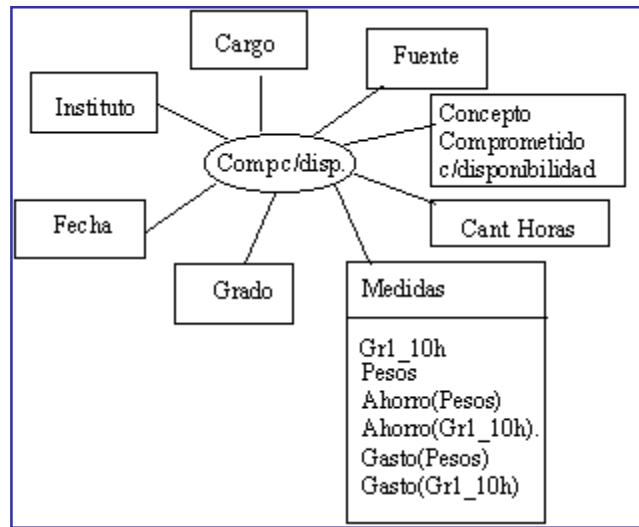 Cargo
Fuente
Instituto
Concepto
Comprometido
c/disponibilidad
Compc/disp.
Fecha
Cant Horas
Grado
Medidas
Gr1_10h
Pesos
Ahorro(Pesos)
Ahorro(Gr1_10h).
Gasto(Pesos)
Gasto(Gr1_10h)